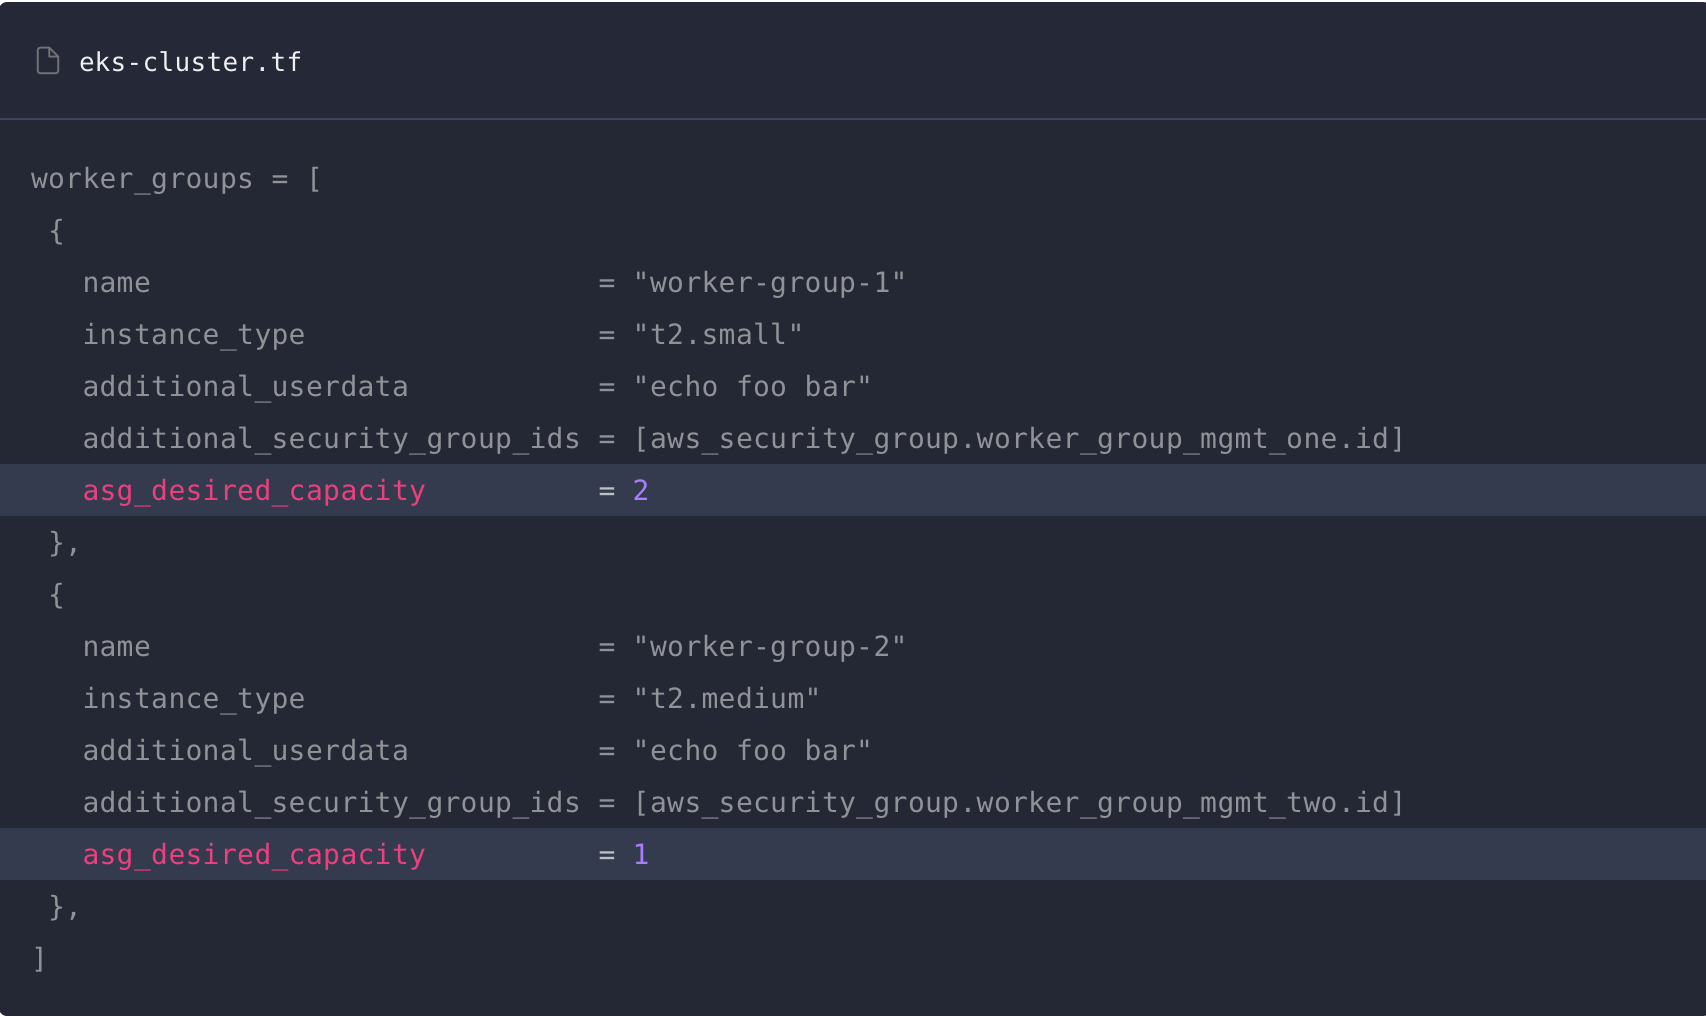 eks-cluster.tf
worker_groups = [
 {
   name                          = "worker-group-1"
   instance_type                 = "t2.small"
   additional_userdata           = "echo foo bar"
   additional_security_group_ids = [aws_security_group.worker_group_mgmt_one.id]
   asg_desired_capacity          = 2
 },
 {
   name                          = "worker-group-2"
   instance_type                 = "t2.medium"
   additional_userdata           = "echo foo bar"
   additional_security_group_ids = [aws_security_group.worker_group_mgmt_two.id]
   asg_desired_capacity          = 1
 },
]